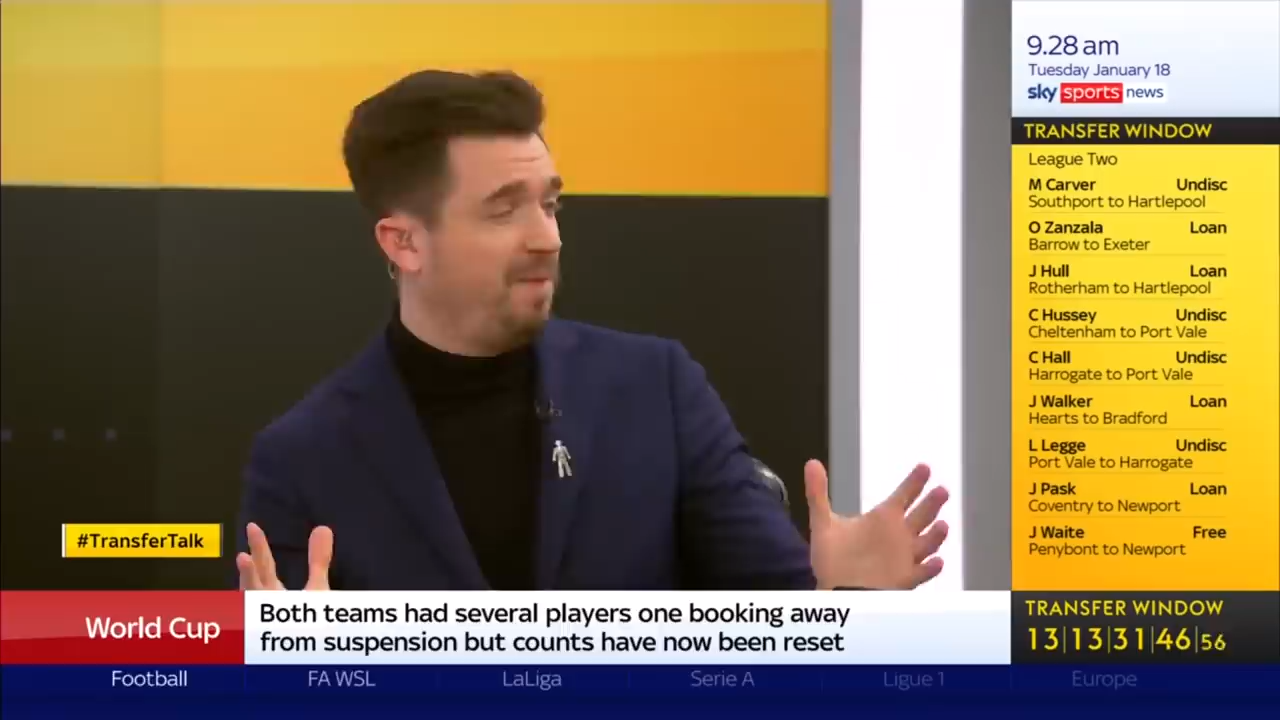 9.28 am
Tuesday January 18
sky sports news
TRANSFER WINDOW
League Two
M Carver Undisc
Southport to Hartlepool
O Zanzala Loan
Barrow to Exeter
J Hull Loan
Rotherham to Hartlepool
C Hussey Undisc
Cheltenham to Port Vale
C Hall Undisc
Harrogate to Port Vale
J Walker Loan
Hearts to Bradford
L Legge Undisc
Port Vale to Harrogate
J Pask Loan
Coventry to Newport
J Waite Free
Penybont to Newport
#TransferTalk
World Cup
Both teams had several players one booking away
from suspension but counts have now been reset
TRANSFER WINDOW
13|13|31|46|56
Football FA WSL LaLiga Serie A Ligue 1 Europe